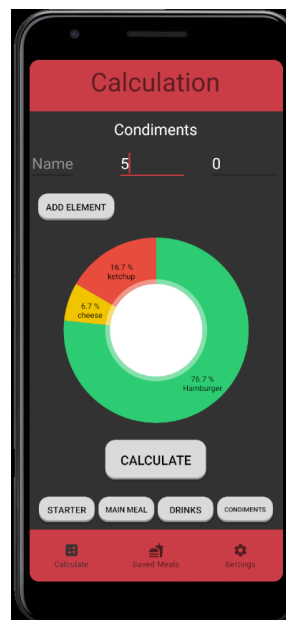 Calculation
Condiments
Name 5 0
ADD ELEMENT
16.7 %
ketchup
6.7 %
cheese
76.7 %
Hamburger
CALCULATE
STARTER MAIN MEAL DRINKS CONDIMENTS
Calculate Saved Meals Settings